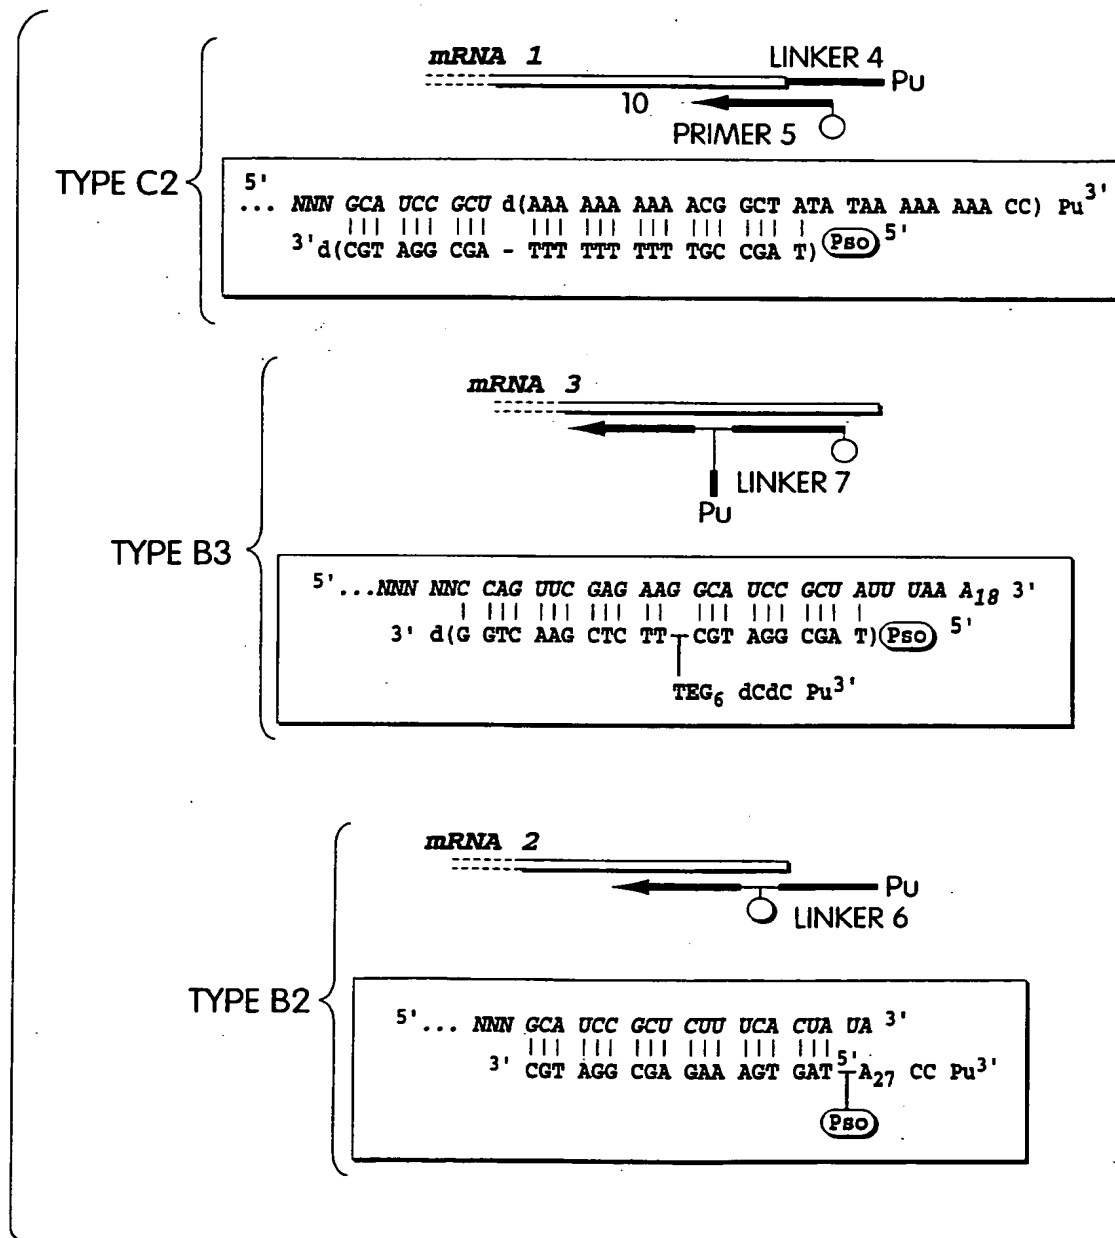 mRNA 1 LINKER 4
Pu
10
PRIMER 5
TYPE C2
5' 3'
... NNN GCA UCC GCU d(AAA AAA AAA ACG GCT ATA TAA AAA AAA CC) Pu
3'd(CGT AGG CGA - TTT TTT TTT TGC CGA T) Pso 5'
mRNA 3
LINKER 7
Pu
TYPE B3
5'...NNN NNC CAG UUC GAG AAG GCA UCC GCU AUU UAA A18 3'
3' d(G GTC AAG CTC TT CGT AGG CGA T) Pso 5'
TEG6 dCdC Pu3'
mRNA 2
Pu
LINKER 6
TYPE B2
5'... NNN GCA UCC GCU CUU UCA CUA UA 3'
3' CGT AGG CGA GAA AGT GAT 5' A27 CC Pu3'
Pso